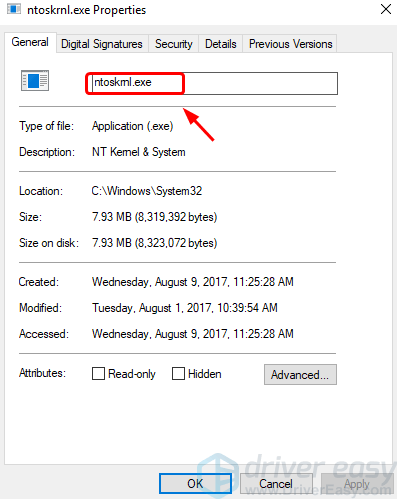 ntoskrnl.exe Properties
General Digital Signatures Security Details Previous Versions
ntoskrnl.exe
Type of file: Application (.exe)
Description: NT Kernel & System
Location: C:\Windows\System32
Size: 7.93 MB (8,319,392 bytes)
Size on disk: 7.93 MB (8,323,072 bytes)
Created: Wednesday, August 9, 2017, 11:25:28 AM
Modified: Tuesday, August 1, 2017, 10:39:54 AM
Accessed: Wednesday, August 9, 2017, 11:25:28 AM
Attributes: Read-only Hidden Advanced...
driver easy
OK Cancel Apply
www.DriverEasy.com